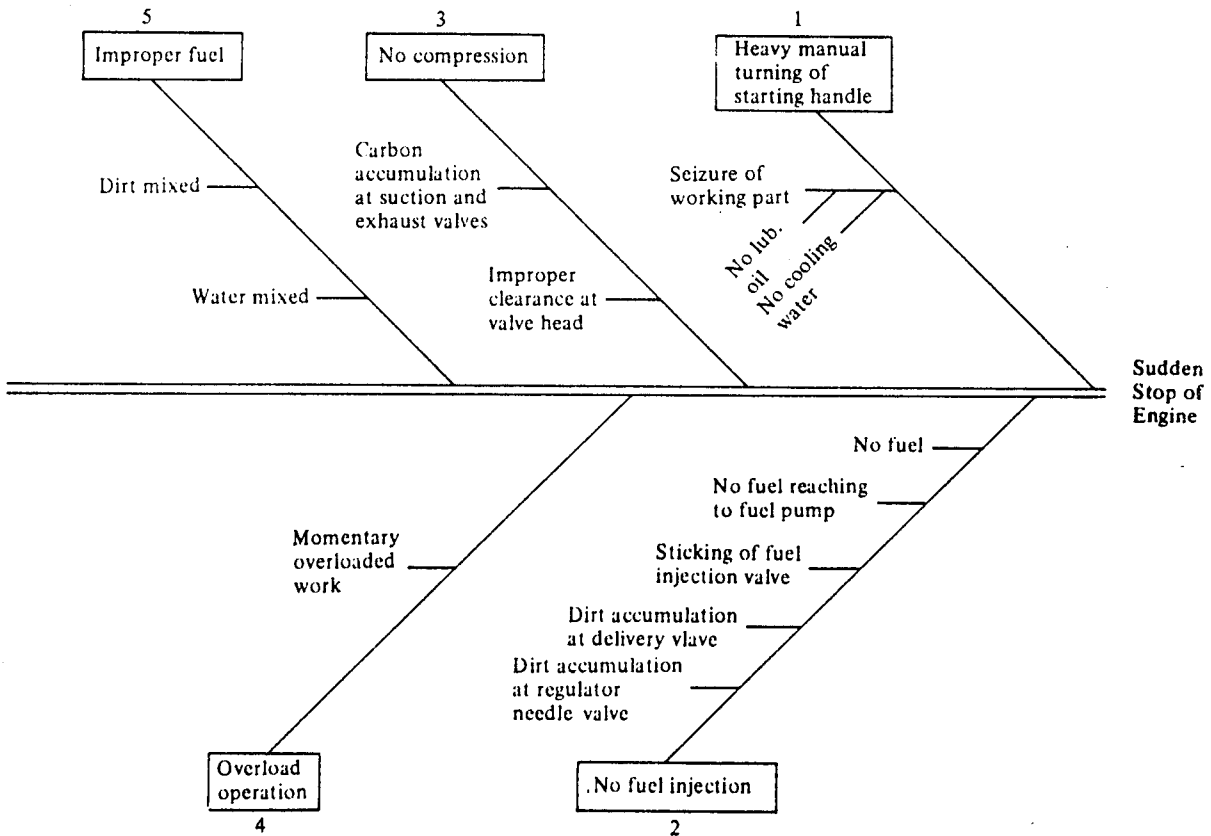 5
Improper fuel
Dirt mixed
Water mixed
3
No compression
Carbon
accumulation
at suction and
exhaust valves
Improper
clearance at
valve head
1
Heavy manual
turning of
starting handle
Seizure of
working part
No lub.
oil
No cooling
water
Sudden
Stop of
Engine
Momentary
overloaded
work
Overload
operation
4
No fuel
No fuel reaching
to fuel pump
Sticking of fuel
injection valve
Dirt accumulation
at delivery vlave
Dirt accumulation
at regulator
needle valve
.No fuel injection
2